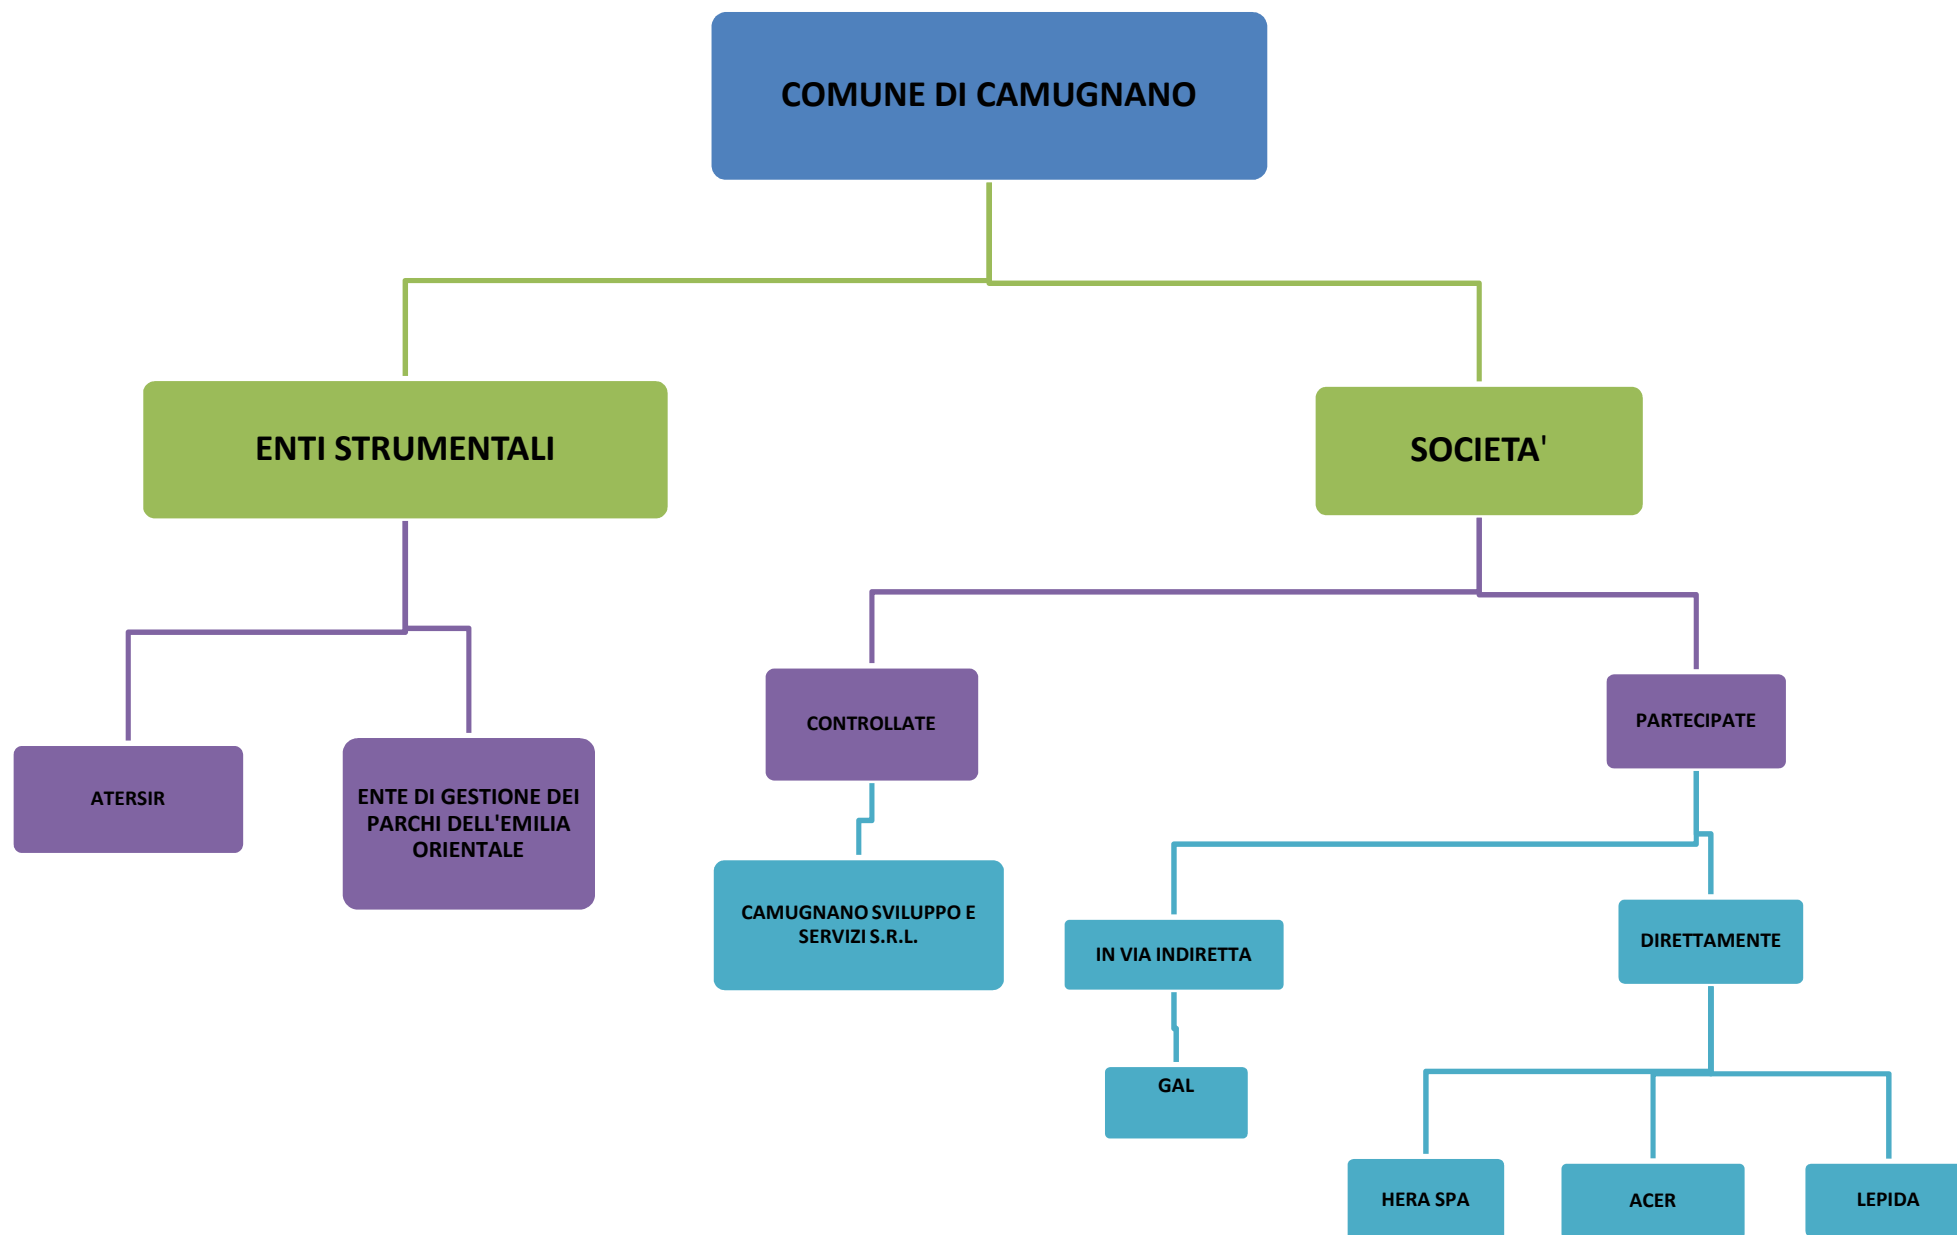 COMUNE DI CAMUGNANO
ENTI STRUMENTALI
SOCIETA'
CONTROLLATE
PARTECIPATE
ATERSIR
ENTE DI GESTIONE DEI
PARCHI DELL'EMILIA
ORIENTALE
CAMUGNANO SVILUPPO E
SERVIZI S.R.L.
IN VIA INDIRETTA
DIRETTAMENTE
GAL
HERA SPA
ACER
LEPIDA